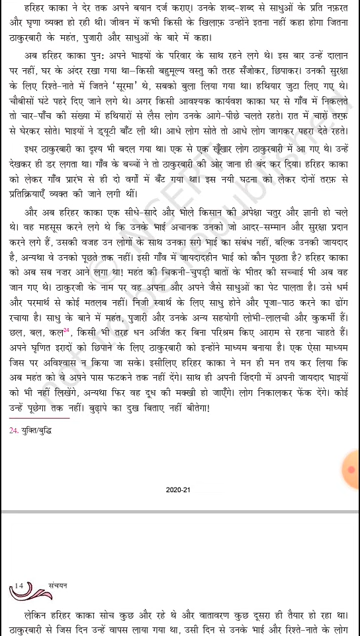 हरिहर काका ने देर तक अपने बयान दर्ज कराए। उनके शब्द-शब्द से साधुओं के प्रति नफ़रत
और घृणा व्यक्त हो रही थी। जीवन में कभी किसी के खिलाफ़ उन्होंने इतना नहीं कहा होगा जितना
ठाकुरबारी के महंत, पुजारी और साधुओं के बारे में कहा।
अब हरिहर काका पुन: अपने भाइयों के परिवार के साथ रहने लगे थे। इस बार उन्हें दालान
पर नहीं, घर के अंदर रखा गया था–किसी बहुमूल्य वस्तु की तरह सँजोकर, छिपाकर। उनकी सुरक्षा
के लिए रिश्ते-नाते में जितने 'सूरमा' थे, सबको बुला लिया गया था। हथियार जुटा लिए गए थे।
चौबीसों घंटे पहरे दिए जाने लगे थे। अगर किसी आवश्यक कार्यवश काका घर से गाँव में निकलते
तो चार-पाँच की संख्या में हथियारों से लैस लोग उनके आगे-पीछे चलते रहते। रात में चारों तरफ़
से घेरकर सोते। भाइयों ने ड्यूटी बाँट ली थी। आधे लोग सोते तो आधे लोग जागकर पहरा देते रहते।
इधर ठाकुरबारी का दृश्य भी बदल गया था। एक से एक खूँखार लोग ठाकुरबारी में आ गए थे। उन्हें
देखकर ही डर लगता था। गाँव के बच्चों ने तो ठाकुरबारी की ओर जाना ही बंद कर दिया। हरिहर काका
को लेकर गाँव प्रारंभ से ही दो वर्गों में बँट गया था। इस नयी घटना को लेकर दोनों तरफ़ से
प्रतिक्रियाएँ व्यक्त की जाने लगी थीं।
और अब हरिहर काका एक सीधे-सादे और भोले किसान की अपेक्षा चतुर और ज्ञानी हो चले
थे। वह महसूस करने लगे थे कि उनके भाई अचानक उनको जो आदर-सम्मान और सुरक्षा प्रदान
करने लगे हैं, उसकी वजह उन लोगों के साथ उनका सगे भाई का संबंध नहीं, बल्कि उनकी जायदाद
है, अन्यथा वे उनको पूछते तक नहीं। इसी गाँव में जायदादहीन भाई को कौन पूछता है? हरिहर काका
को अब सब नज़र आने लगा था! महंत की चिकनी-चुपड़ी बातों के भीतर की सच्चाई भी अब वह
जान गए थे। ठाकुरजी के नाम पर वह अपना और अपने जैसे साधुओं का पेट पालता है। उसे धर्म
और परमार्थ से कोई मतलब नहीं। निजी स्वार्थ के लिए साधु होने और पूजा-पाठ करने का ढोंग
रचाया है। साधु के बाने में महंत, पुजारी और उनके अन्य सहयोगी लोभी-लालची और कुकर्मी हैं।
छल, बल, कल²⁴, किसी भी तरह धन अर्जित कर बिना परिश्रम किए आराम से रहना चाहते हैं।
अपने घृणित इरादों को छिपाने के लिए ठाकुरबारी को इन्होंने माध्यम बनाया है। एक ऐसा माध्यम
जिस पर अविश्वास न किया जा सके। इसीलिए हरिहर काका ने मन ही मन तय कर लिया कि
अब महंत को वे अपने पास फटकने तक नहीं देंगे। साथ ही अपनी ज़िंदगी में अपनी जायदाद भाइयों
को भी नहीं लिखेंगे, अन्यथा फिर वह दूध की मक्खी हो जाएँगे। लोग निकालकर फेंक देंगे। कोई
उन्हें पूछेगा तक नहीं। बुढ़ापे का दुख बिताए नहीं बीतेगा!
24. युक्ति/बुद्धि
2020-21
14 संचयन
लेकिन हरिहर काका सोच कुछ और रहे थे और वातावरण कुछ दूसरा ही तैयार हो रहा था।
ठाकुरबारी से जिस दिन उन्हें वापस लाया गया था, उसी दिन से उनके भाई और रिश्ते-नाते के लोग